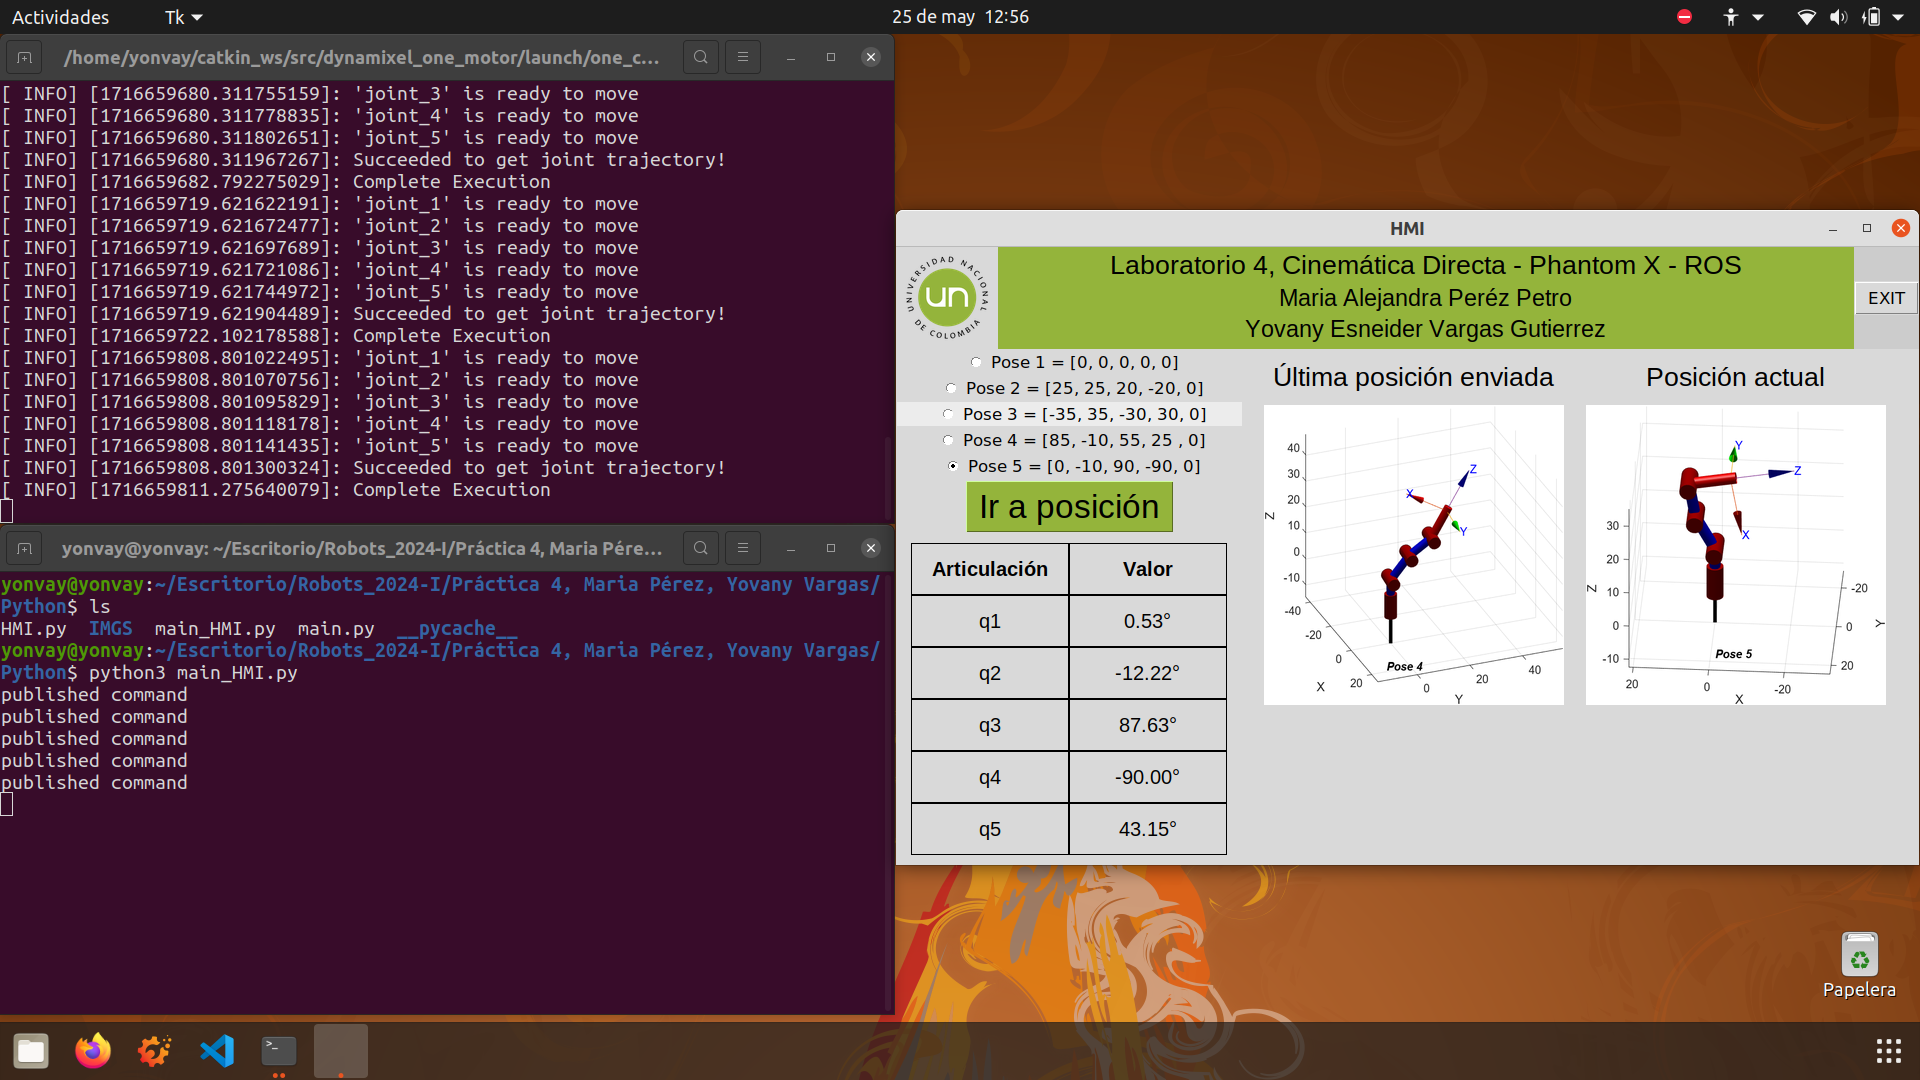 Actividades
Tk
25 de may 12:56
/home/yonvay/catkin_ws/src/dynamixel_one_motor/launch/one_c...
[ INFO] [1716659680.311755159]: 'joint_3' is ready to move
[ INFO] [1716659680.311778835]: 'joint_4' is ready to move
[ INFO] [1716659680.311802651]: 'joint_5' is ready to move
[ INFO] [1716659680.311967267]: Succeeded to get joint trajectory!
[ INFO] [1716659682.792275029]: Complete Execution
[ INFO] [1716659719.621622191]: 'joint_1' is ready to move
[ INFO] [1716659719.621672477]: 'joint_2' is ready to move
[ INFO] [1716659719.621697689]: 'joint_3' is ready to move
[ INFO] [1716659719.621721086]: 'joint_4' is ready to move
[ INFO] [1716659719.621744972]: 'joint_5' is ready to move
[ INFO] [1716659719.621904489]: Succeeded to get joint trajectory!
[ INFO] [1716659722.102178588]: Complete Execution
[ INFO] [1716659808.801022495]: 'joint_1' is ready to move
[ INFO] [1716659808.801070756]: 'joint_2' is ready to move
[ INFO] [1716659808.801095829]: 'joint_3' is ready to move
[ INFO] [1716659808.801118178]: 'joint_4' is ready to move
[ INFO] [1716659808.801141435]: 'joint_5' is ready to move
[ INFO] [1716659808.801300324]: Succeeded to get joint trajectory!
[ INFO] [1716659811.275640079]: Complete Execution
yonvay@yonvay: ~/Escritorio/Robots_2024-I/Práctica 4, Maria Pére...
yonvay@yonvay:~/Escritorio/Robots_2024-I/Práctica 4, Maria Pérez, Yovany Vargas/
Python$ ls
HMI.py IMGS main_HMI.py main.py __pycache__
yonvay@yonvay:~/Escritorio/Robots_2024-I/Práctica 4, Maria Pérez, Yovany Vargas/
Python$ python3 main_HMI.py
published command
published command
published command
published command
published command
HMI
UNIVERSIDAD NACIONAL
un
DE COLOMBIA
Laboratorio 4, Cinemática Directa - Phantom X - ROS
Maria Alejandra Peréz Petro
Yovany Esneider Vargas Gutierrez
EXIT
Pose 1 = [0, 0, 0, 0, 0]
Pose 2 = [25, 25, 20, -20, 0]
Pose 3 = [-35, 35, -30, 30, 0]
Pose 4 = [85, -10, 55, 25 , 0]
Pose 5 = [0, -10, 90, -90, 0]
Ir a posición
Articulación Valor
q1 0.53°
q2 -12.22°
q3 87.63°
q4 -90.00°
q5 43.15°
Última posición enviada
40
30
20
10
0
-10
Z
-40
-20
0
20
X
0
20
40
Y
X
Z
Y
Pose 4
Posición actual
30
20
10
0
-10
Z
20
0
-20
X
-20
0
20
Y
Y
Z
X
Pose 5
Papelera
>_